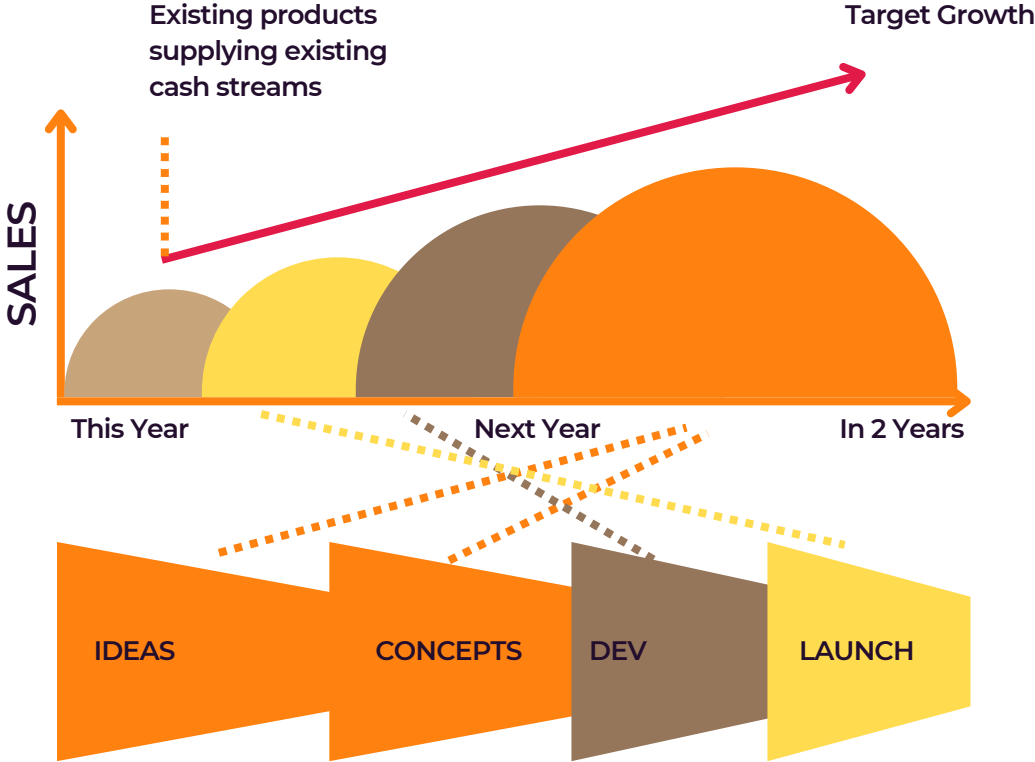 Existing products
supplying existing
cash streams
Target Growth
SALES
This Year
Next Year
In 2 Years
IDEAS
CONCEPTS
DEV
LAUNCH